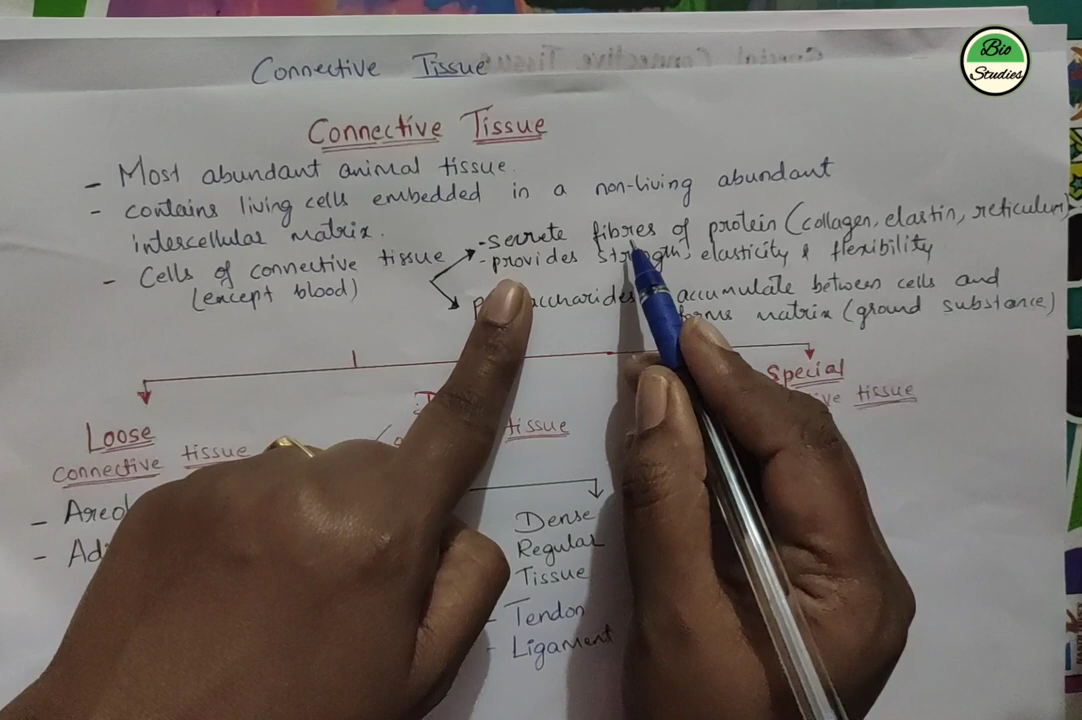 Connective Tissue
Bio
Studies
Connective Tissue
- Most abundant animal tissue.
- contains living cells embedded in a non-living abundant
intercellular matrix.
- Cells of connective tissue
(except blood)
- secrete fibres of protein (collagen, elastin, reticulum)
- provides strength, elasticity & flexibility
accumulate between cells and
forms matrix (ground substance)
Loose
connective tissue
tissue
Special
tissue
- Areol
- Ad
Dense
Regular
Tissue
- Tendon
- Ligament